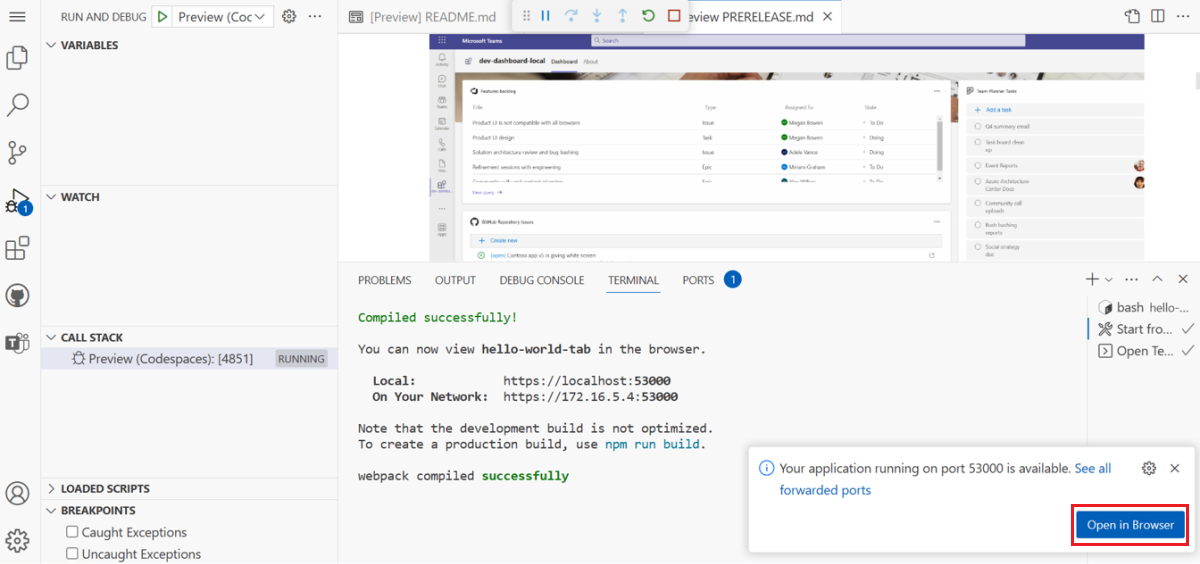 RUN AND DEBUG
Preview (Coc
[Preview] README.md
eview PRERELEASE.md
VARIABLES
WATCH
1
CALL STACK
Preview (Codespaces): [4851]
RUNNING
LOADED SCRIPTS
BREAKPOINTS
Caught Exceptions
Uncaught Exceptions
Microsoft Teams
Search
dev-dashboard-local
Dashboard
About
Activity
Chat
Teams
Calendar
Calls
Files
Apps
Features backlog
Title Type Assigned To State
Product UI is not compatible with all browsers Issue Megan Bowen To Do
Product UI design Task Megan Bowen Doing
Solution architecture review and bug bashing Issue Adele Vance Doing
Refinement sessions with engineering Epic Miriam Graham To Do
View query
GitHub Repository Issues
Create new
[open] Contoso app v5 is giving white screen
Team Planner Tasks
Add a task
Q4 summary email
Task board clean
up
Event Reports
Azure Architecture
Center Docs
Community call
uploads
Bush bashing
reports
Social strategy
doc
PROBLEMS OUTPUT DEBUG CONSOLE TERMINAL PORTS 1
Compiled successfully!
You can now view hello-world-tab in the browser.
Local: https://localhost:53000
On Your Network: https://172.16.5.4:53000
Note that the development build is not optimized.
To create a production build, use npm run build.
webpack compiled successfully
bash hello-...
Start fro...
Open Te...
Your application running on port 53000 is available. See all
forwarded ports
Open in Browser